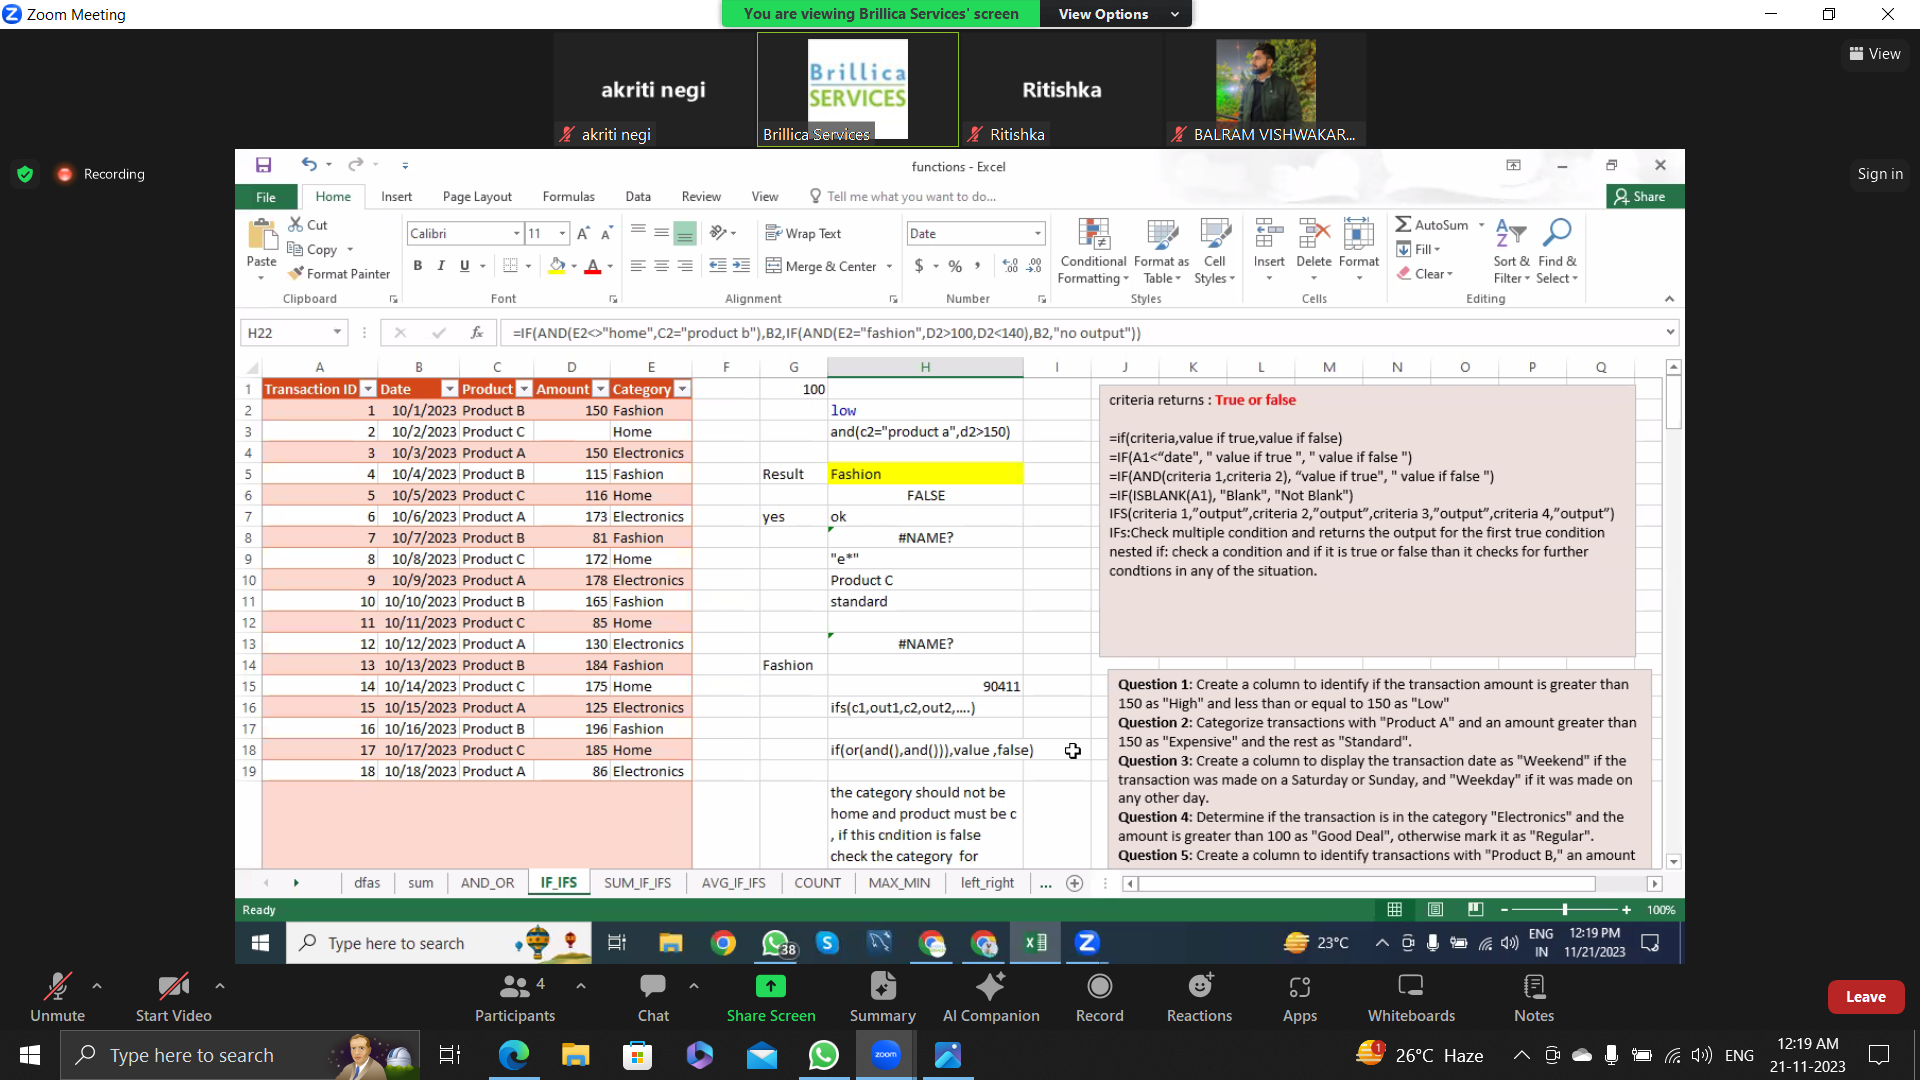 Zoom Meeting
You are viewing Brillica Services' screen
View Options
View
akriti negi
akriti negi
Brillica
SERVICES
Brillica Services
Ritishka
Ritishka
BALRAM VISHWAKAR...
Recording
Sign in
functions - Excel
File Home Insert Page Layout Formulas Data Review View Tell me what you want to do... Share
Paste
Cut
Copy
Format Painter
Clipboard
Calibri 11
B I U
Font
Wrap Text
Merge & Center
Alignment
Date
$ % ,
Number
Conditional Formatting
Format as Table
Cell Styles
Styles
Insert Delete Format
Cells
AutoSum
Fill
Clear
Sort & Filter
Find & Select
Editing
H22 fx =IF(AND(E2<>"home",C2="product b"),B2,IF(AND(E2="fashion",D2>100,D2<140),B2,"no output"))
A B C D E F G H I J K L M N O P Q
1 Transaction ID Date Product Amount Category 100
2 1 10/1/2023 Product B 150 Fashion low
3 2 10/2/2023 Product C Home and(c2="product a",d2>150)
4 3 10/3/2023 Product A 150 Electronics
5 4 10/4/2023 Product B 115 Fashion Result Fashion
6 5 10/5/2023 Product C 116 Home FALSE
7 6 10/6/2023 Product A 173 Electronics yes ok
8 7 10/7/2023 Product B 81 Fashion #NAME?
9 8 10/8/2023 Product C 172 Home "e*"
10 9 10/9/2023 Product A 178 Electronics Product C
11 10 10/10/2023 Product B 165 Fashion standard
12 11 10/11/2023 Product C 85 Home
13 12 10/12/2023 Product A 130 Electronics #NAME?
14 13 10/13/2023 Product B 184 Fashion Fashion
15 14 10/14/2023 Product C 175 Home 90411
16 15 10/15/2023 Product A 125 Electronics ifs(c1,out1,c2,out2,....)
17 16 10/16/2023 Product B 196 Fashion
18 17 10/17/2023 Product C 185 Home if(or(and(),and())),value ,false)
19 18 10/18/2023 Product A 86 Electronics
the category should not be
home and product must be c
, if this cndition is false
check the category for
criteria returns : True or false
=if(criteria,value if true,value if false)
=IF(A1<“date", " value if true ", " value if false ")
=IF(AND(criteria 1,criteria 2), “value if true", " value if false ")
=IF(ISBLANK(A1), "Blank", "Not Blank")
IFS(criteria 1,”output”,criteria 2,”output”,criteria 3,”output”,criteria 4,”output”)
IFs:Check multiple condition and returns the output for the first true condition
nested if: check a condition and if it is true or false than it checks for further
condtions in any of the situation.
Question 1: Create a column to identify if the transaction amount is greater than
150 as "High" and less than or equal to 150 as "Low"
Question 2: Categorize transactions with "Product A" and an amount greater than
150 as "Expensive" and the rest as "Standard".
Question 3: Create a column to display the transaction date as "Weekend" if the
transaction was made on a Saturday or Sunday, and "Weekday" if it was made on
any other day.
Question 4: Determine if the transaction is in the category "Electronics" and the
amount is greater than 100 as "Good Deal", otherwise mark it as "Regular".
Question 5: Create a column to identify transactions with "Product B," an amount
dfas sum AND_OR IF_IFS SUM_IF_IFS AVG_IF_IFS COUNT MAX_MIN left_right ...
Ready 100%
Type here to search 38 23°C ENG IN 12:19 PM 11/21/2023
Unmute
Start Video
4
Participants
Chat
Share Screen
Summary
AI Companion
Record
Reactions
Apps
Whiteboards
Notes
Leave
Type here to search zoom 1 26°C Haze ENG 12:19 AM 21-11-2023